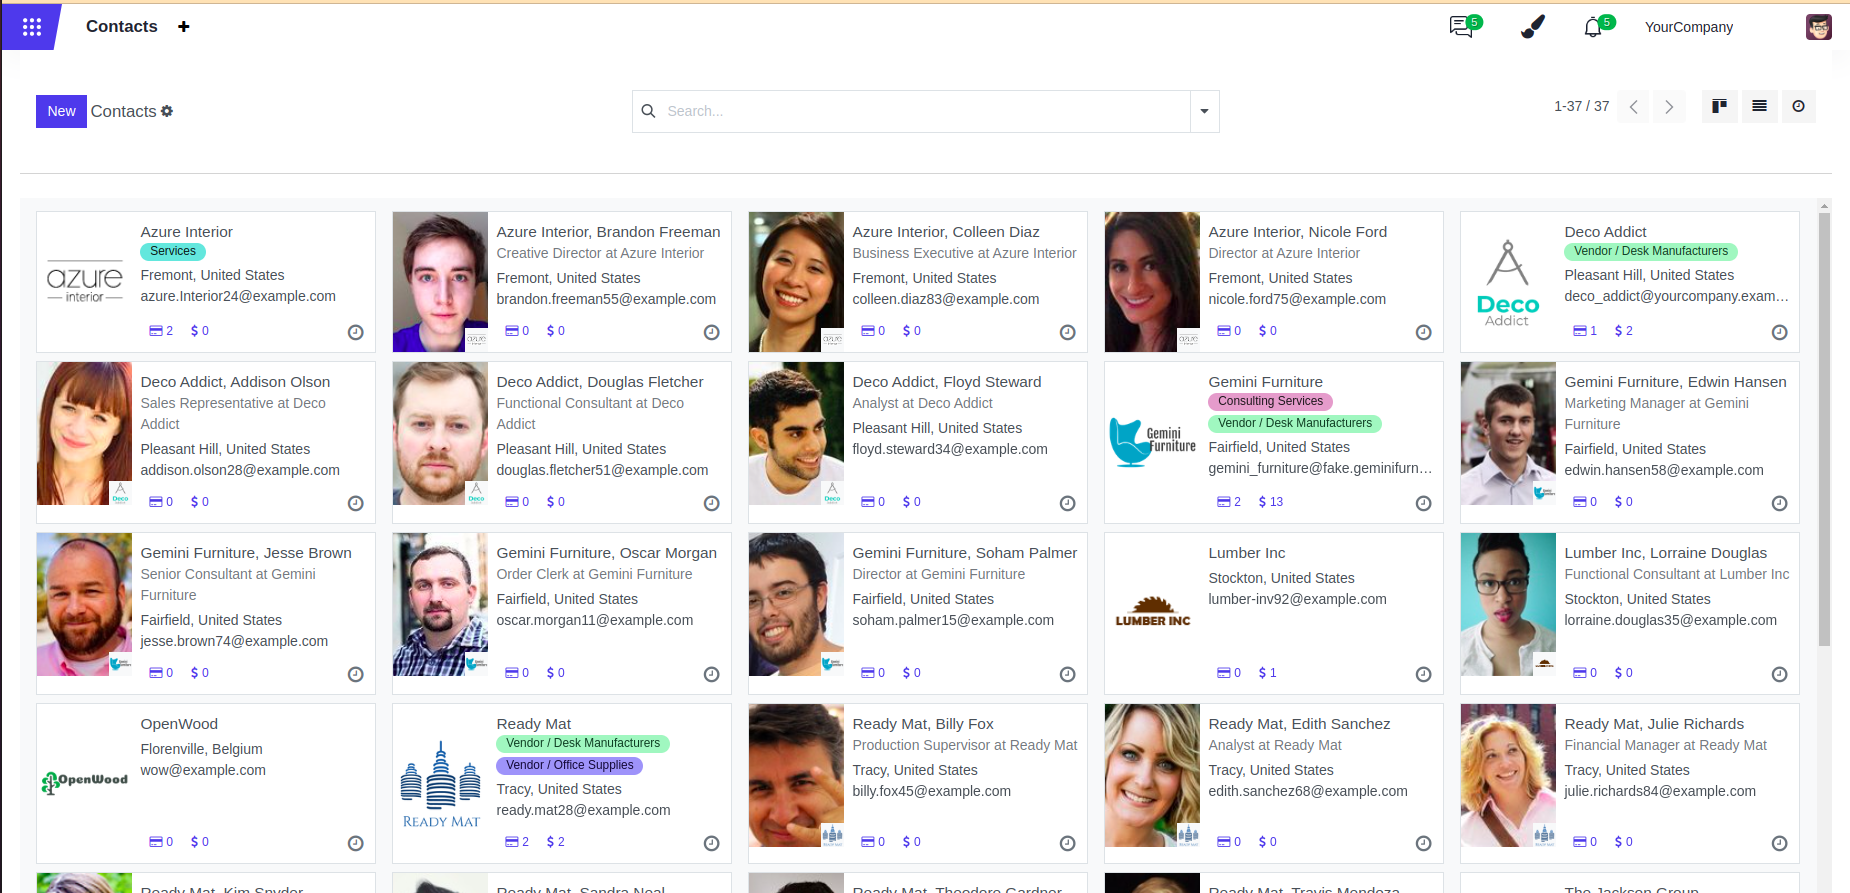 Contacts
5
5
YourCompany
New Contacts
Search...
1-37 / 37
azure
interior
Azure Interior
Services
Fremont, United States
azure.Interior24@example.com
2 $ 0
Azure Interior, Brandon Freeman
Creative Director at Azure Interior
Fremont, United States
brandon.freeman55@example.com
0 $ 0
Azure Interior, Colleen Diaz
Business Executive at Azure Interior
Fremont, United States
colleen.diaz83@example.com
0 $ 0
Azure Interior, Nicole Ford
Director at Azure Interior
Fremont, United States
nicole.ford75@example.com
0 $ 0
Deco
Addict
Deco Addict
Vendor / Desk Manufacturers
Pleasant Hill, United States
deco_addict@yourcompany.exam...
1 $ 2
Deco Addict, Addison Olson
Sales Representative at Deco
Addict
Pleasant Hill, United States
addison.olson28@example.com
0 $ 0
Deco Addict, Douglas Fletcher
Functional Consultant at Deco
Addict
Pleasant Hill, United States
douglas.fletcher51@example.com
0 $ 0
Deco Addict, Floyd Steward
Analyst at Deco Addict
Pleasant Hill, United States
floyd.steward34@example.com
0 $ 0
Gemini
Furniture
Gemini Furniture
Consulting Services
Vendor / Desk Manufacturers
Fairfield, United States
gemini_furniture@fake.geminifurn...
2 $ 13
Gemini Furniture, Edwin Hansen
Marketing Manager at Gemini
Furniture
Fairfield, United States
edwin.hansen58@example.com
0 $ 0
Gemini Furniture, Jesse Brown
Senior Consultant at Gemini
Furniture
Fairfield, United States
jesse.brown74@example.com
0 $ 0
Gemini Furniture, Oscar Morgan
Order Clerk at Gemini Furniture
Fairfield, United States
oscar.morgan11@example.com
0 $ 0
Gemini Furniture, Soham Palmer
Director at Gemini Furniture
Fairfield, United States
soham.palmer15@example.com
0 $ 0
LUMBER INC
Lumber Inc
Stockton, United States
lumber-inv92@example.com
0 $ 1
Lumber Inc, Lorraine Douglas
Functional Consultant at Lumber Inc
Stockton, United States
lorraine.douglas35@example.com
0 $ 0
OpenWood
OpenWood
Florenville, Belgium
wow@example.com
0 $ 0
READY MAT
Ready Mat
Vendor / Desk Manufacturers
Vendor / Office Supplies
Tracy, United States
ready.mat28@example.com
2 $ 2
Ready Mat, Billy Fox
Production Supervisor at Ready Mat
Tracy, United States
billy.fox45@example.com
0 $ 0
Ready Mat, Edith Sanchez
Analyst at Ready Mat
Tracy, United States
edith.sanchez68@example.com
0 $ 0
Ready Mat, Julie Richards
Financial Manager at Ready Mat
Tracy, United States
julie.richards84@example.com
0 $ 0
Ready Mat, Kim Snyder
Ready Mat, Sandra Neal
Ready Mat, Theodore Gardner
Ready Mat, Travis Mendoza
The Jackson Group